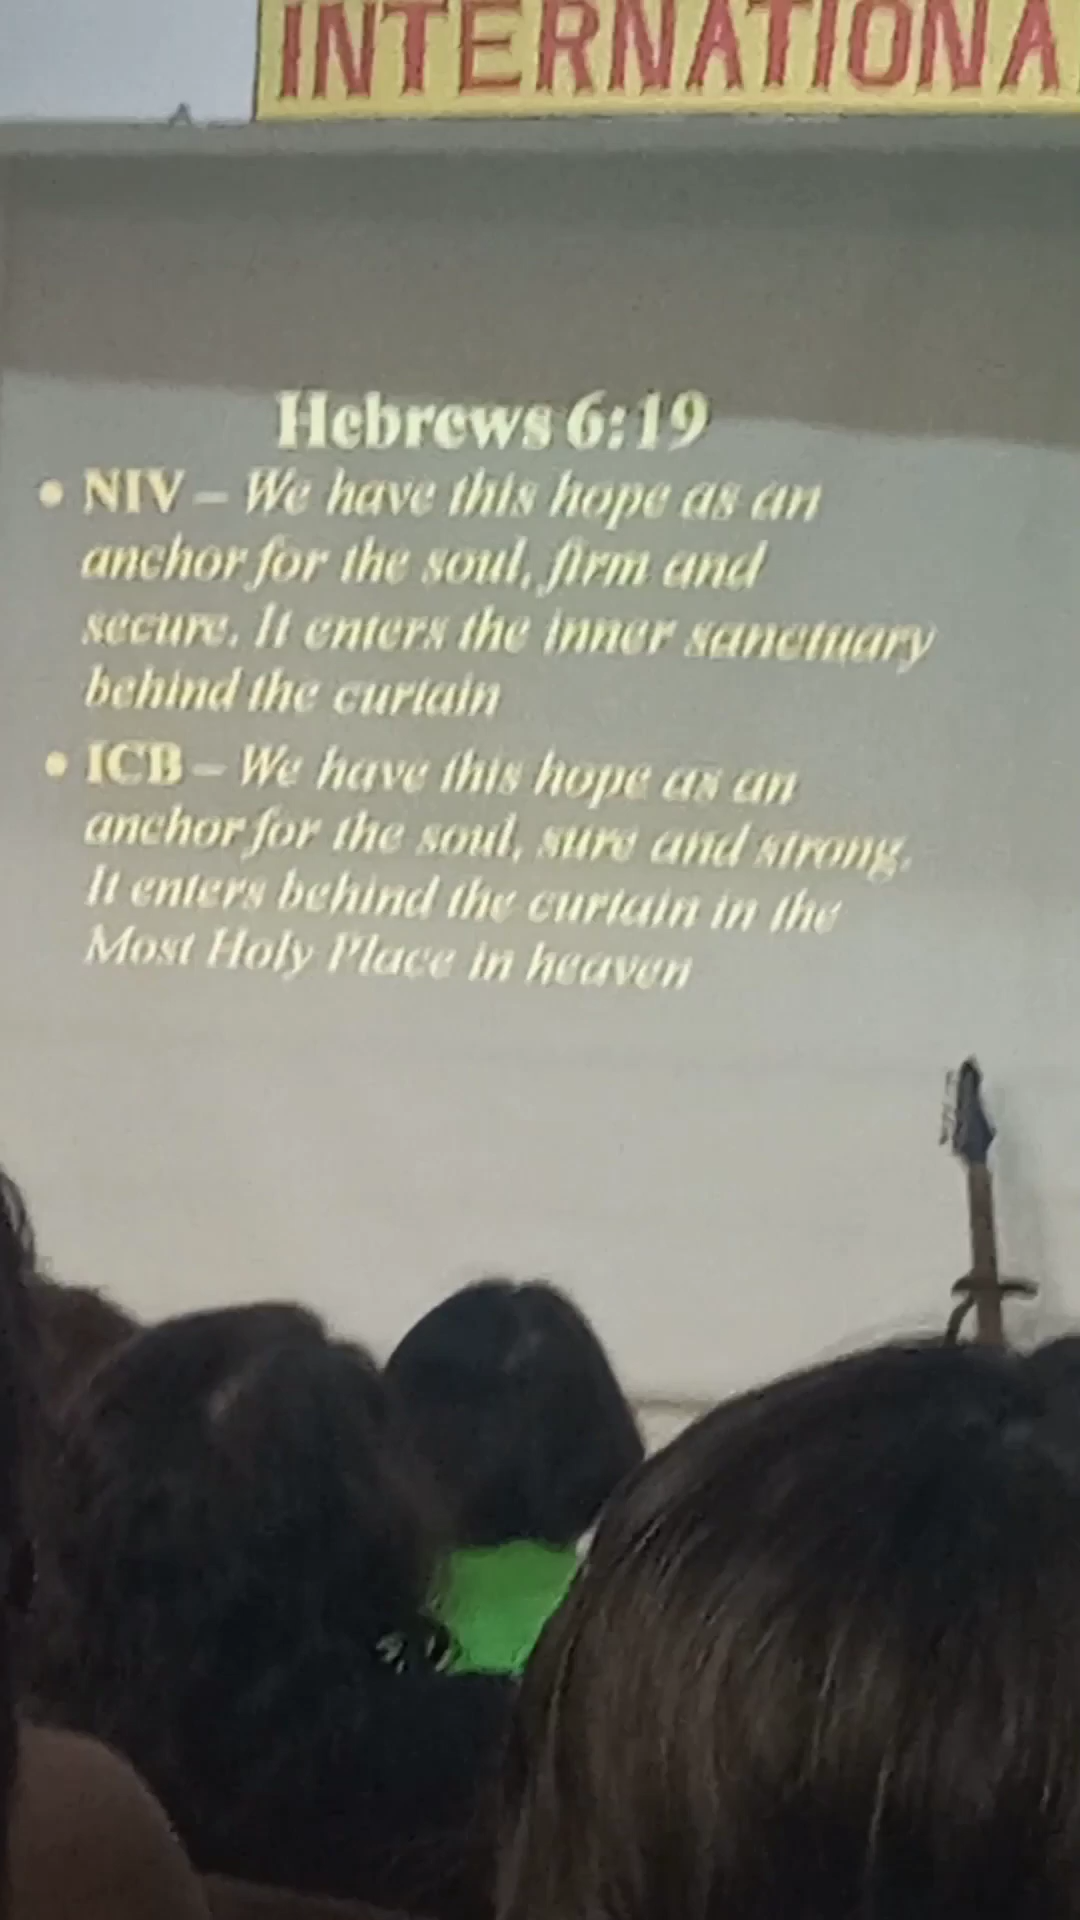 INTERNATIONA
Hebrews 6:19
• NIV – We have this hope as an
anchor for the soul, firm and
secure. It enters the inner sanctuary
behind the curtain
• ICB – We have this hope as an
anchor for the soul, sure and strong.
It enters behind the curtain in the
Most Holy Place in heaven